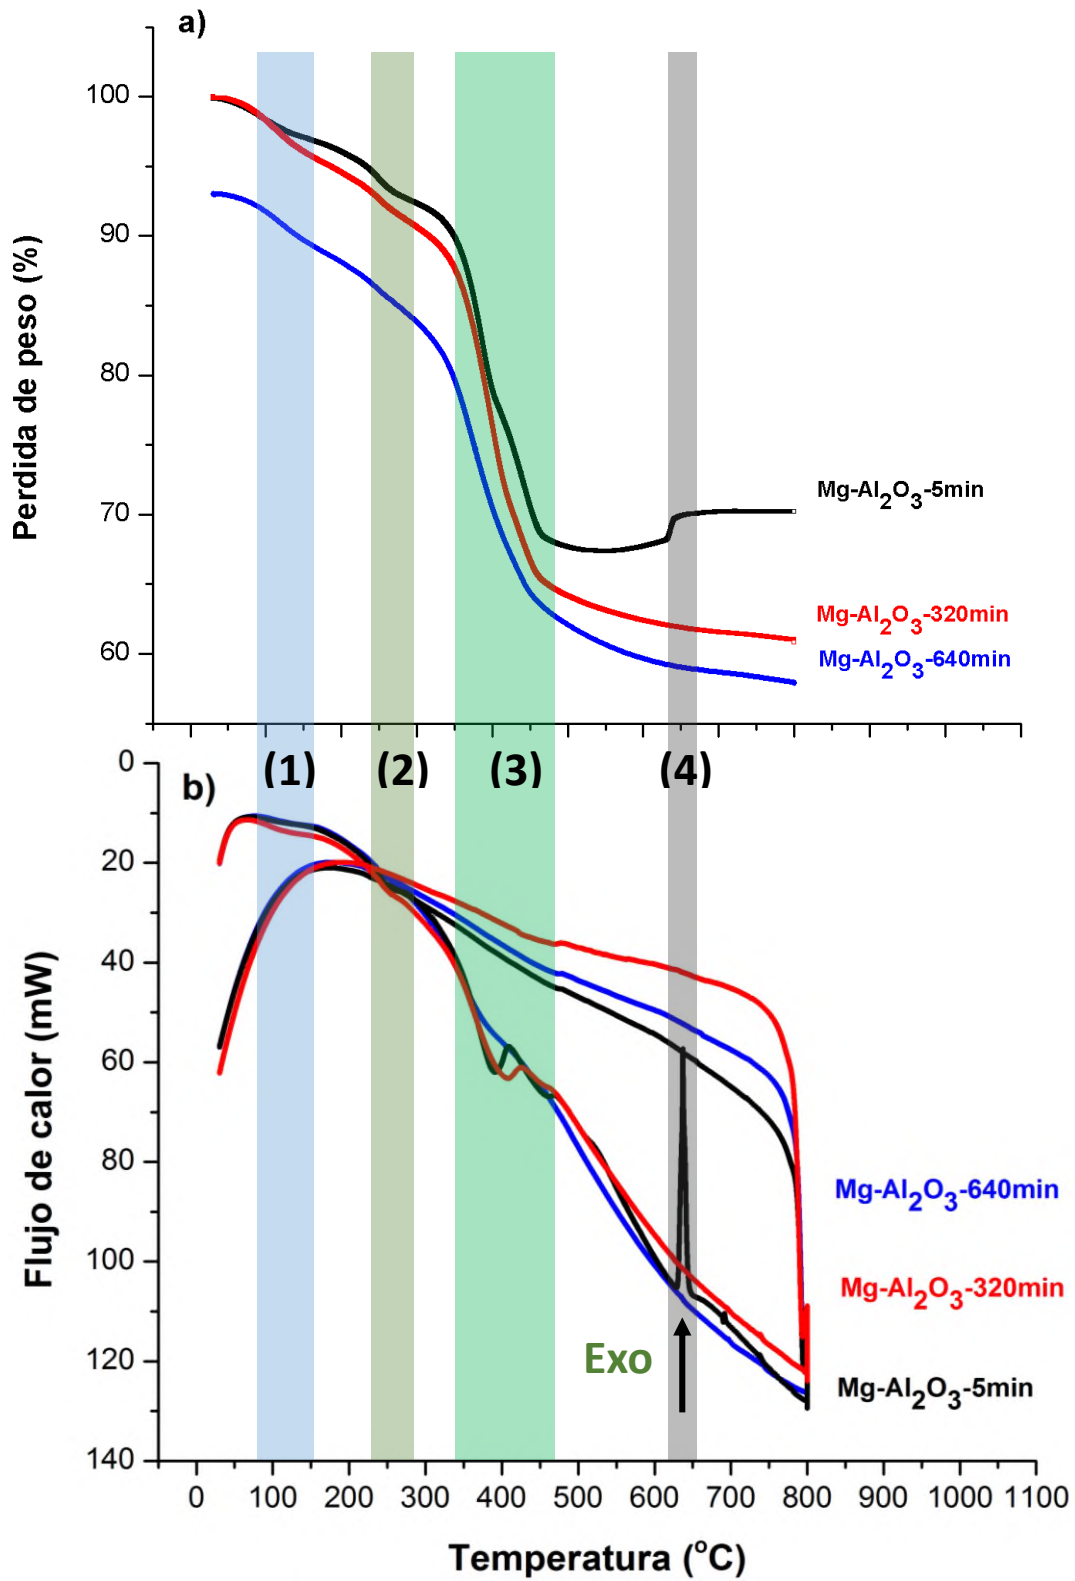 a)
100
90
80
70
60
Perdida de peso (%)
Mg-Al2O3-5min
Mg-Al2O3-320min
Mg-Al2O3-640min
(1) (2) (3) (4)
b)
0
20
40
60
80
100
120
140
Flujo de calor (mW)
Mg-Al2O3-640min
Mg-Al2O3-320min
Mg-Al2O3-5min
Exo
0 100 200 300 400 500 600 700 800 900 1000 1100
Temperatura (oC)